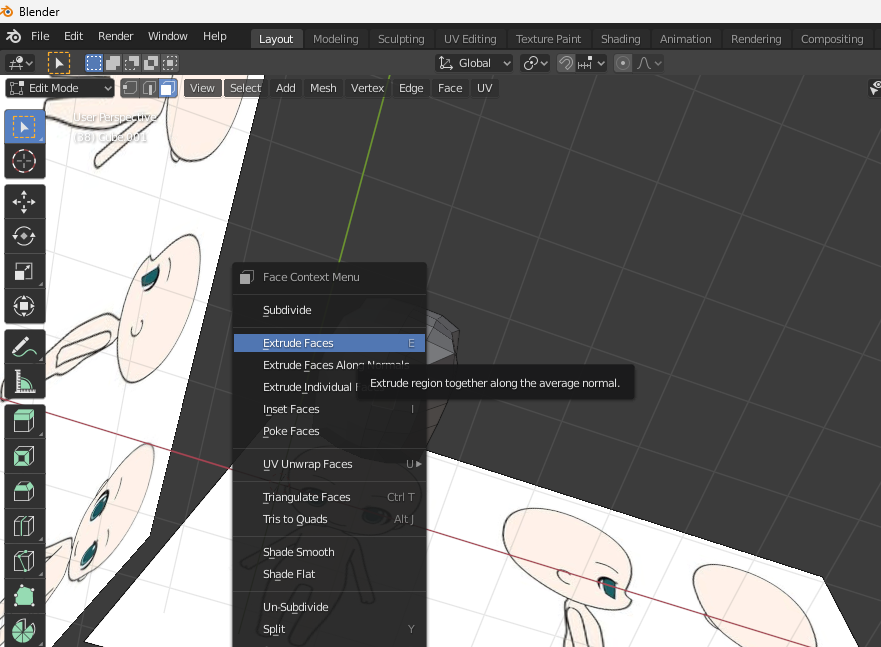 Blender
File Edit Render Window Help Layout Modeling Sculpting UV Editing Texture Paint Shading Animation Rendering Compositing
Global
Edit Mode View Select Add Mesh Vertex Edge Face UV
User Perspective
(38) Cube.001
Face Context Menu
Subdivide
Extrude Faces E
Extrude Faces Along Normals
Extrude Individual
Extrude region together along the average normal.
Inset Faces I
Poke Faces
UV Unwrap Faces U
Triangulate Faces Ctrl T
Tris to Quads Alt J
Shade Smooth
Shade Flat
Un-Subdivide
Split Y